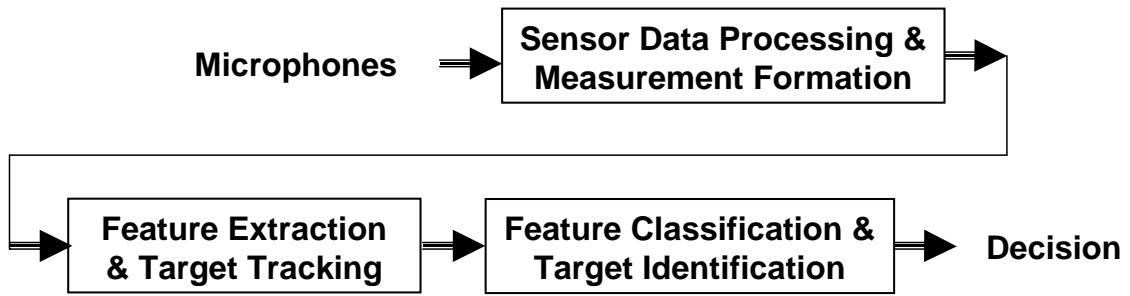 Microphones
Sensor Data Processing &
Measurement Formation
Feature Extraction
& Target Tracking
Feature Classification &
Target Identification
Decision